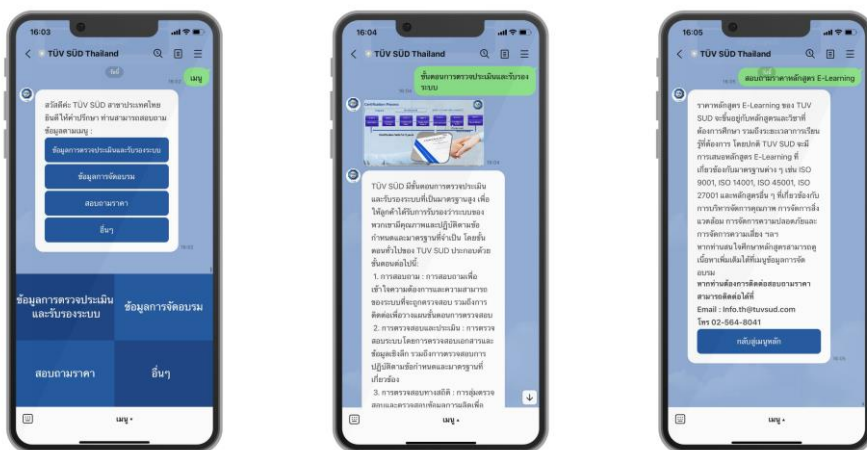 16:03
TÜV SÜD Thailand
วันนี้
16:03
เมนู
สวัสดีค่ะ TÜV SÜD สาขาประเทศไทย
ยินดีให้คำปรึกษา ท่านสามารถสอบถาม
ข้อมูลตามเมนู :
ข้อมูลการตรวจประเมินและรับรองระบบ
ข้อมูลการจัดอบรม
สอบถามราคา
อื่นๆ
16:03
ข้อมูลการตรวจประเมิน
และรับรองระบบ
ข้อมูลการจัดอบรม
สอบถามราคา
อื่นๆ
เมนู
16:04
TÜV SÜD Thailand
ขั้นตอนการตรวจประเมินและรับรอง
ระบบ
16:04
Certification Process
16:04
TÜV SÜD มีขั้นตอนการตรวจประเมิน
และรับรองระบบที่เป็นมาตรฐานสูง เพื่อ
ให้ลูกค้าได้รับการรับรองว่าระบบของ
พวกเขามีคุณภาพและปฏิบัติตามข้อ
กำหนดและมาตรฐานที่จำเป็น โดยขั้น
ตอนทั่วไปของ TUV SUD ประกอบด้วย
ขั้นตอนต่อไปนี้:
1. การสอบถาม : การสอบถามเพื่อ
เข้าใจความต้องการและความสามารถ
ของระบบที่จะถูกตรวจสอบ รวมถึงการ
ติดต่อเพื่อวางแผนขั้นตอนการตรวจสอบ
2. การตรวจสอบและประเมิน : การตรวจ
สอบระบบโดยการตรวจสอบเอกสารและ
ข้อมูลเชิงลึก รวมถึงการตรวจสอบการ
ปฏิบัติตามข้อกำหนดและมาตรฐานที่
เกี่ยวข้อง
3. การตรวจสอบทางสถิติ : การสุ่มตรวจ
สอบและตรวจสอบข้อมูลการผลิตเพื่อ
เมนู
16:05
TÜV SÜD Thailand
วันนี้
สอบถามราคาหลักสูตร E-Learning
ราคาหลักสูตร E-Learning ของ TUV
SUD จะขึ้นอยู่กับหลักสูตรและวิชาที่
ต้องการศึกษา รวมถึงระยะเวลาการเรียน
รู้ที่ต้องการ โดยปกติ TUV SUD จะมี
การเสนอหลักสูตร E-Learning ที่
เกี่ยวข้องกับมาตรฐานต่าง ๆ เช่น ISO
9001, ISO 14001, ISO 45001, ISO
27001 และหลักสูตรอื่น ๆ ที่เกี่ยวข้องกับ
การบริหารจัดการคุณภาพ การจัดการสิ่ง
แวดล้อม การจัดการความปลอดภัยและ
การจัดการความเสี่ยง ฯลฯ
หากท่านสนใจศึกษาหลักสูตรสามารถดู
เนื้อหาเพิ่มเติมได้ที่เมนูข้อมูลการจัด
อบรม
หากท่านต้องการติดต่อสอบถามราคา
สามารถติดต่อได้ที่
Email : Info.th@tuvsud.com
โทร 02-564-8041
กลับสู่เมนูหลัก
16:05
เมนู